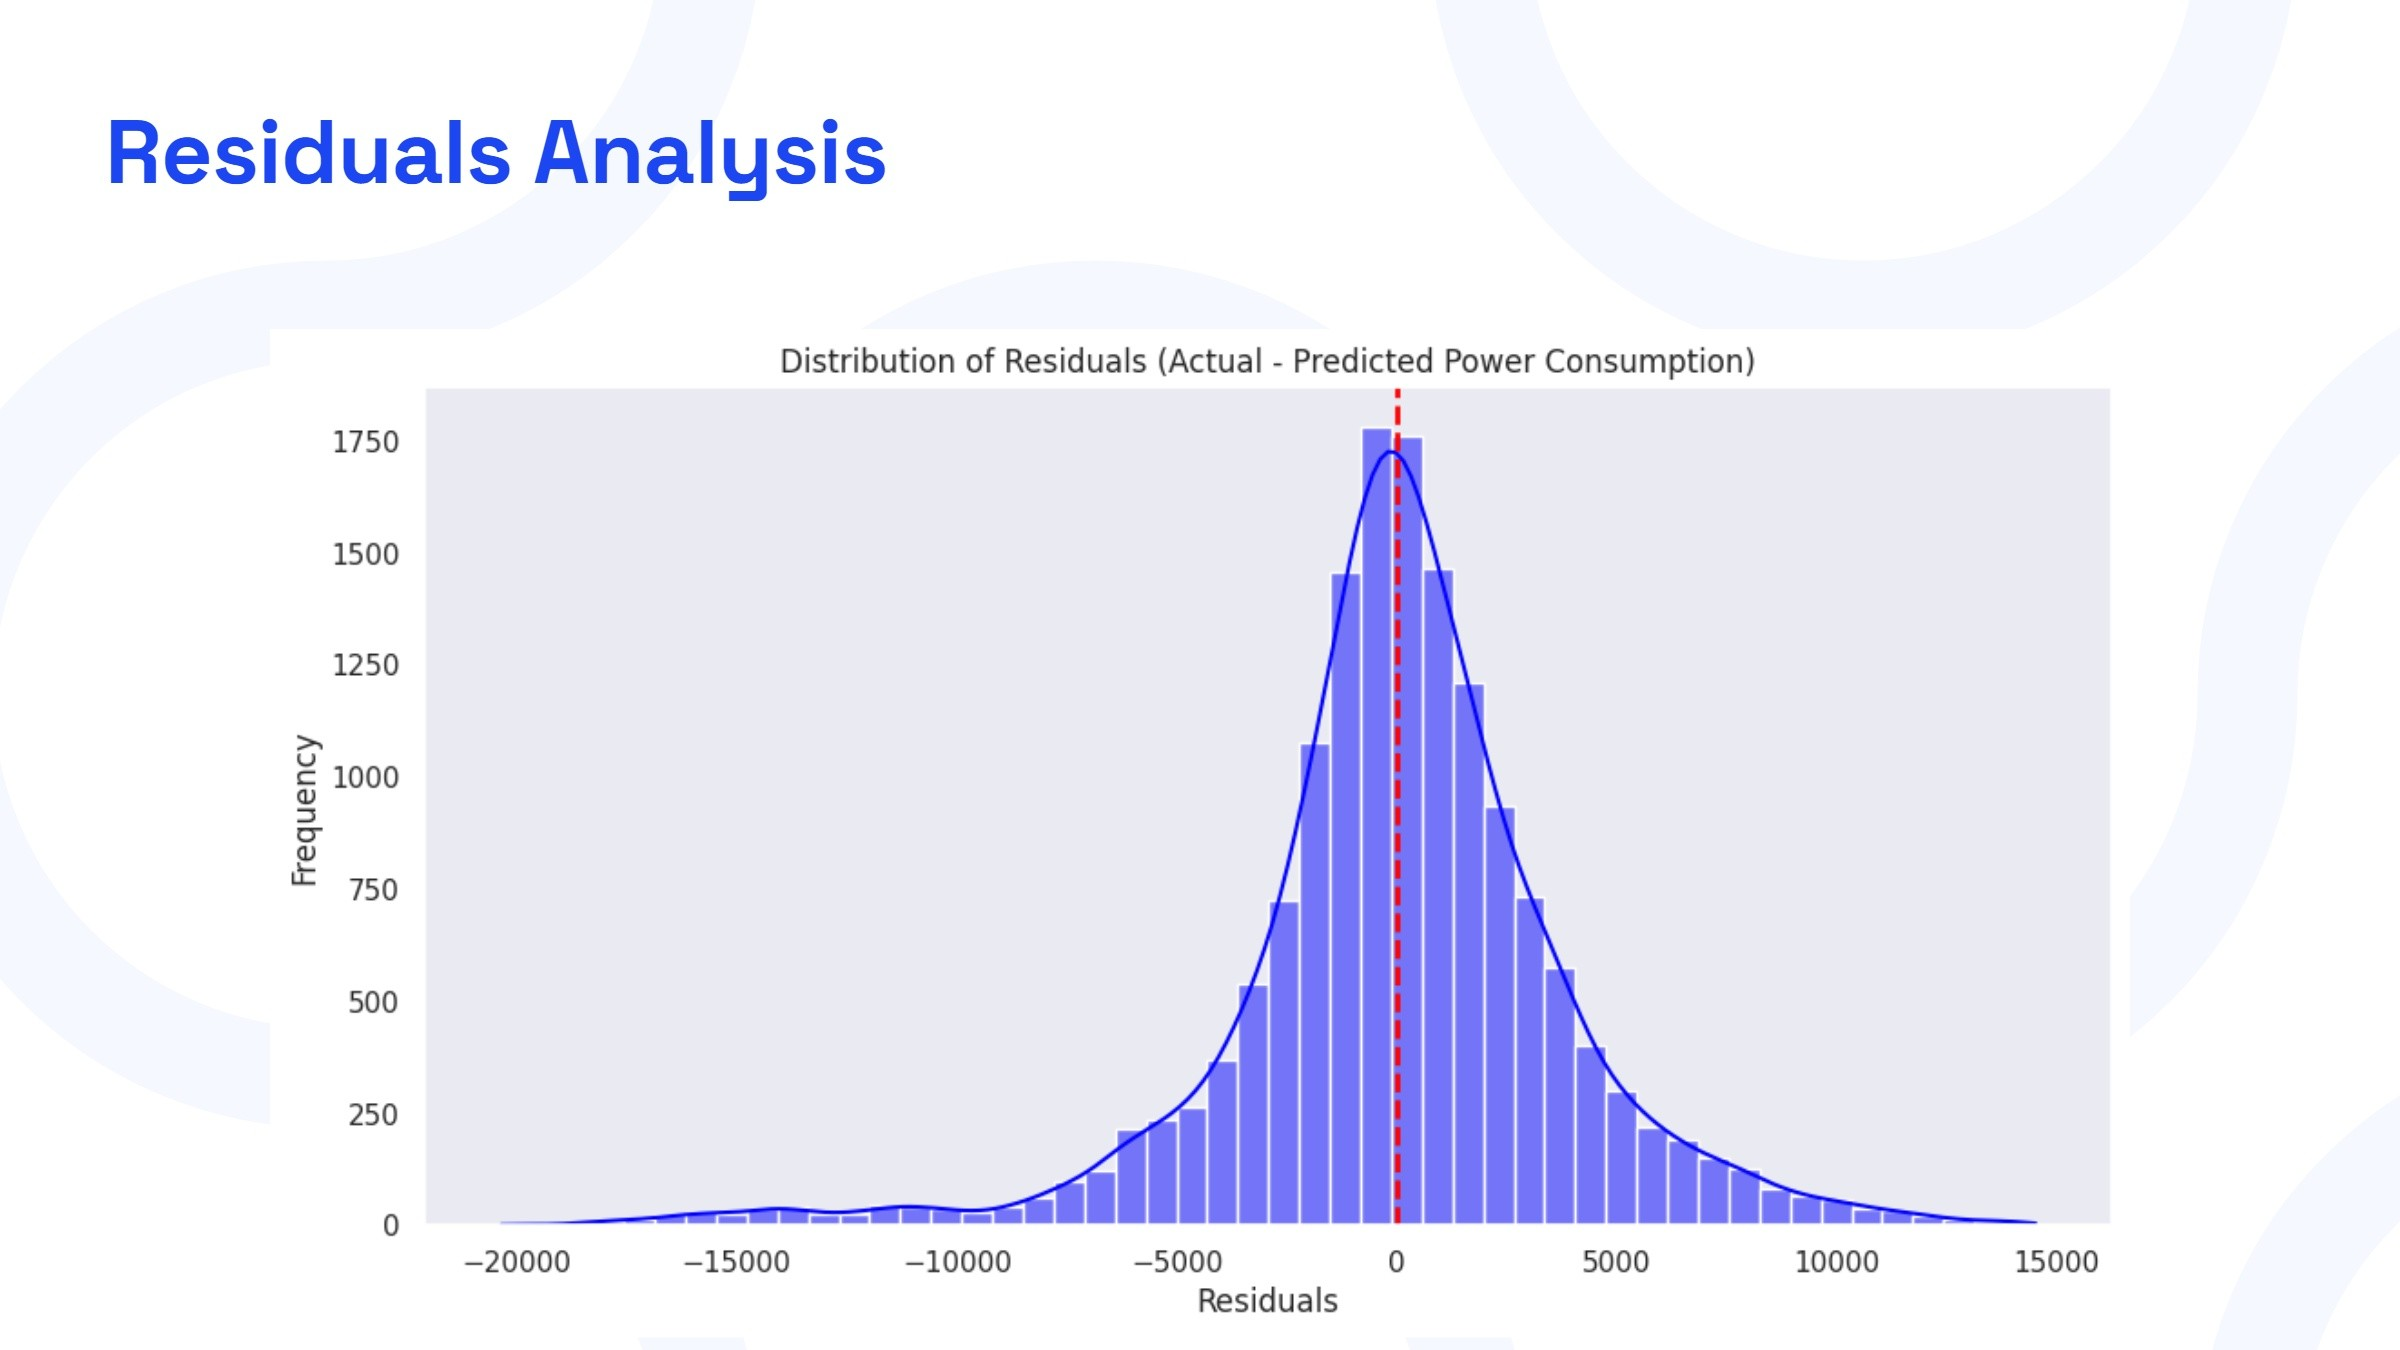 Residuals Analysis
Distribution of Residuals (Actual - Predicted Power Consumption)
1750
1500
1250
1000
750
500
250
0
Frequency
−20000 −15000 −10000 −5000 0 5000 10000 15000
Residuals